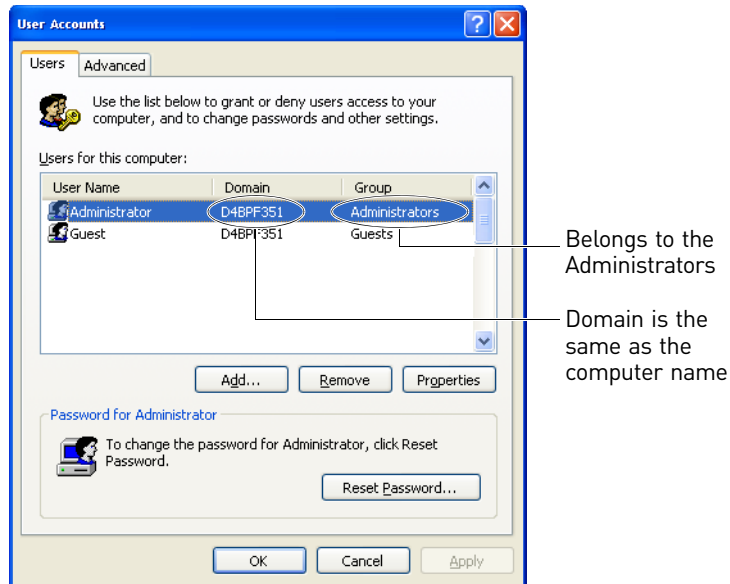 User Accounts
Users Advanced
Use the list below to grant or deny users access to your
computer, and to change passwords and other settings.
Users for this computer:
User Name Domain Group
Administrator D4BPF351 Administrators
Guest D4BPF351 Guests
Belongs to the
Administrators
Domain is the
same as the
computer name
Add... Remove Properties
Password for Administrator
To change the password for Administrator, click Reset
Password.
Reset Password...
OK Cancel Apply